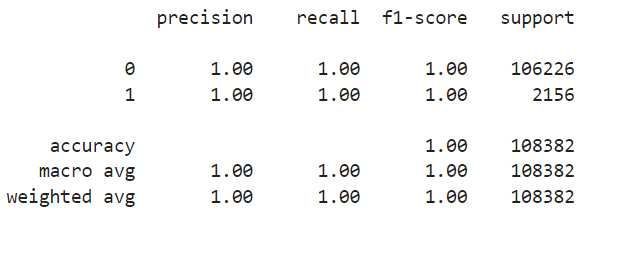 precision recall f1-score support
0 1.00 1.00 1.00 106226
1 1.00 1.00 1.00 2156
accuracy 1.00 108382
macro avg 1.00 1.00 1.00 108382
weighted avg 1.00 1.00 1.00 108382